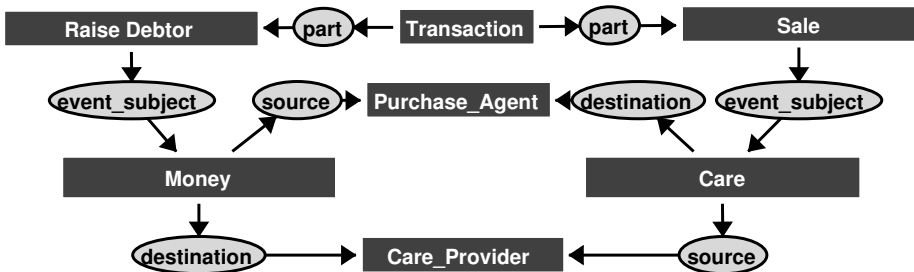 Raise Debtor part Transaction part Sale
event_subject source Purchase_Agent destination event_subject
Money Care
destination Care_Provider source